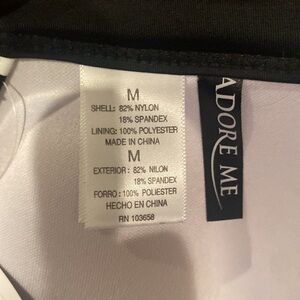 M
SHELL: 82% NYLON
18% SPANDEX
LINING: 100% POLYESTER
MADE IN CHINA
M
EXTERIOR: 82% NILON
18% SPANDEX
FORRO: 100% POLIESTER
HECHO EN CHINA
RN 103658
ADORE ME